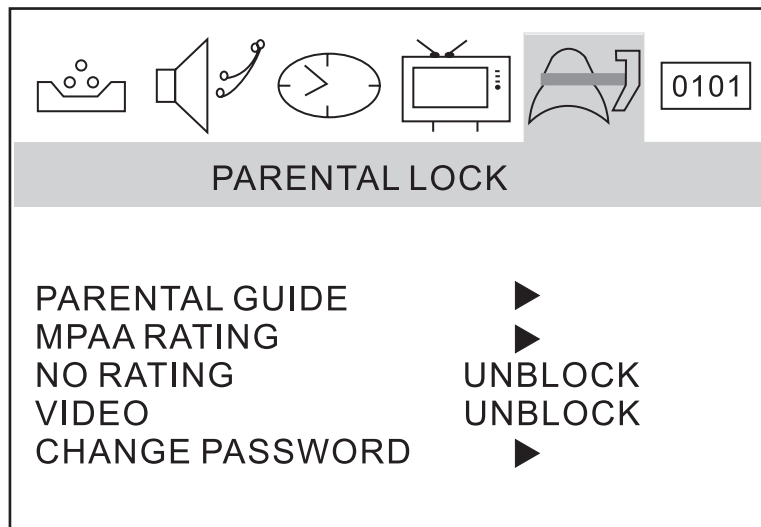 0101
PARENTAL LOCK
PARENTAL GUIDE ▶
MPAA RATING ▶
NO RATING UNBLOCK
VIDEO UNBLOCK
CHANGE PASSWORD ▶